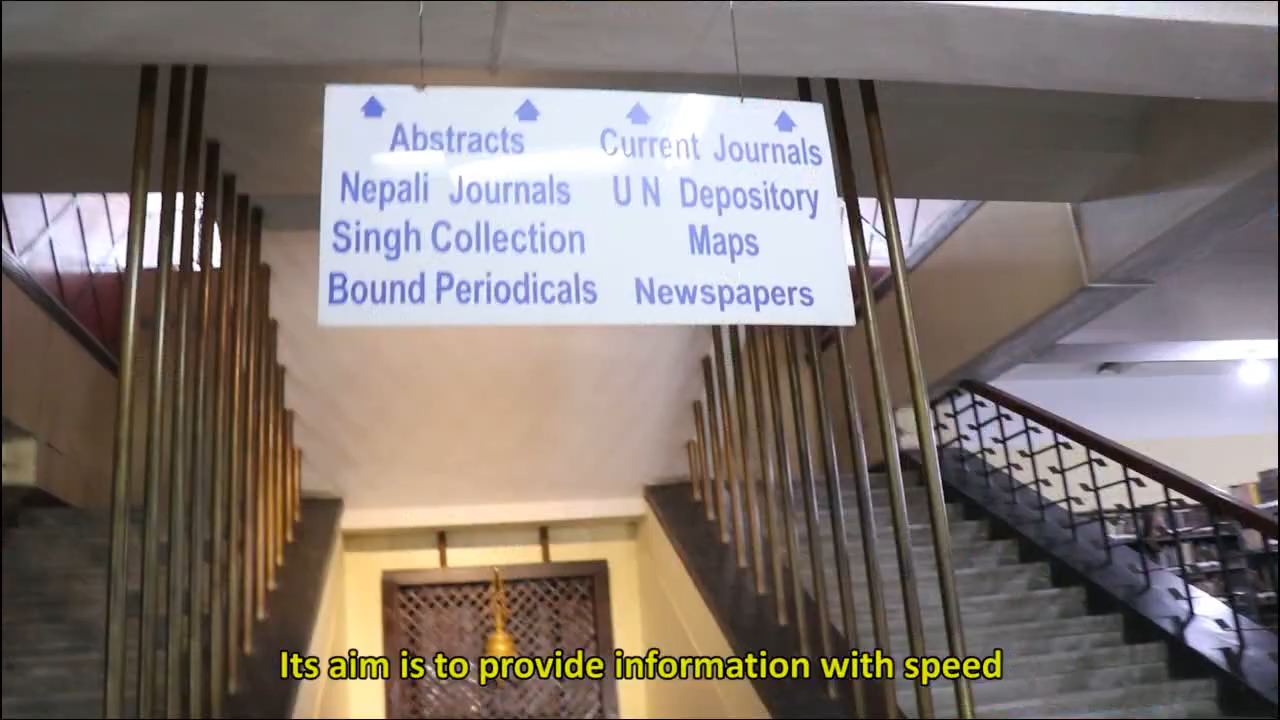 Abstracts Current Journals
Nepali Journals U N Depository
Singh Collection Maps
Bound Periodicals Newspapers
Its aim is to provide information with speed